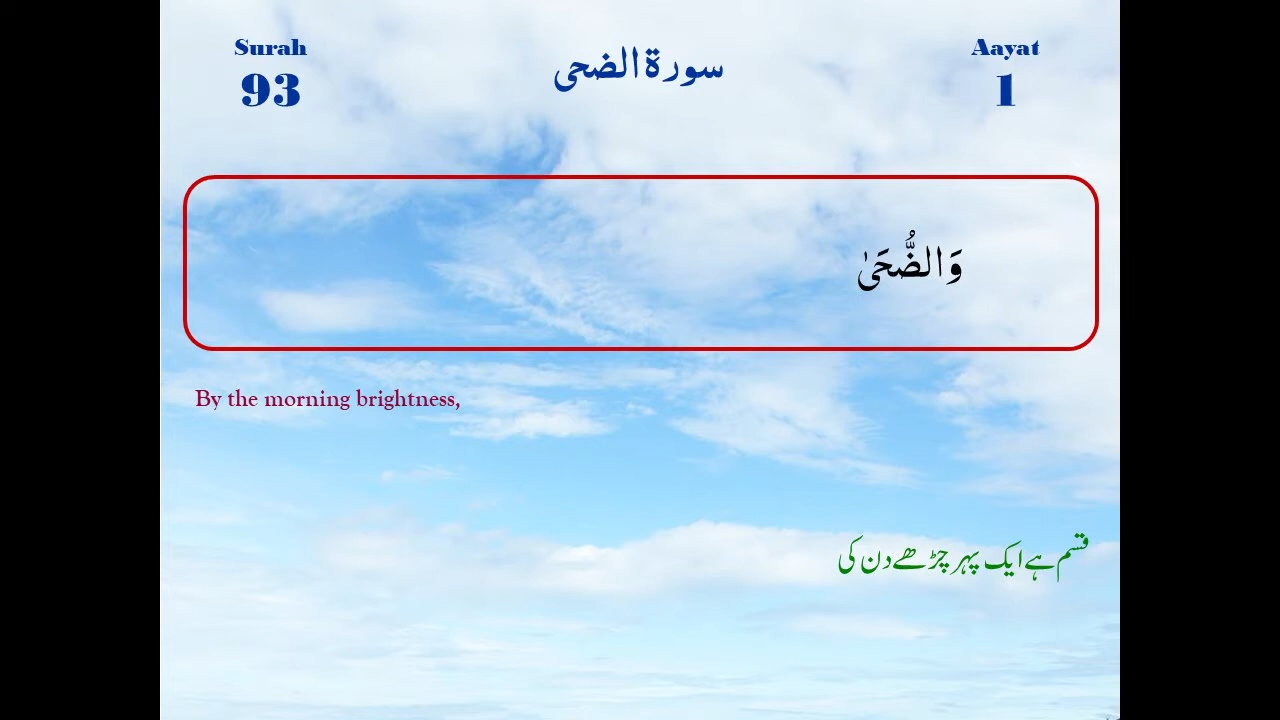 Surah
93
سورة الضحى
Aayat
1
وَالضُّحَىٰ
By the morning brightness,
قسم ہے ایک پہر چڑھے دن کی